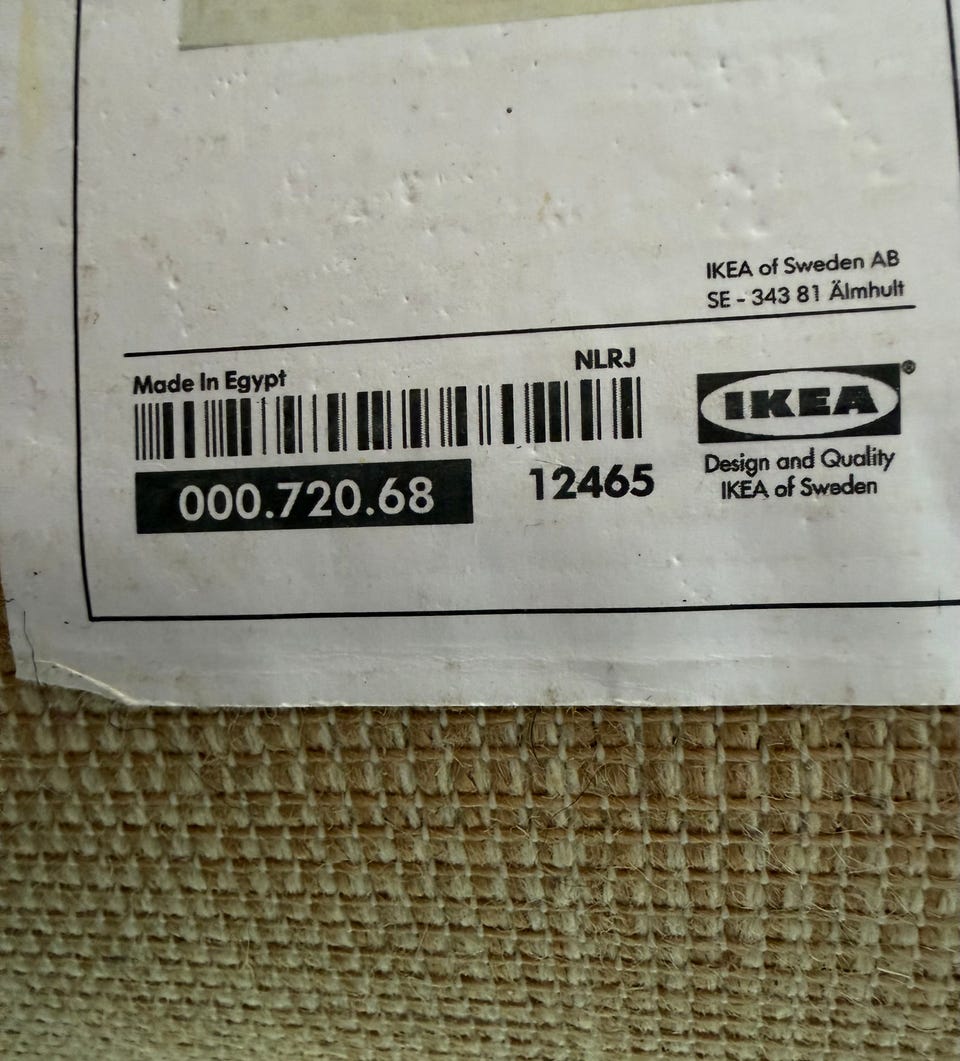 IKEA of Sweden AB
SE - 343 81 Älmhult
Made In Egypt
NLRJ
IKEA®
000.720.68
12465
Design and Quality
IKEA of Sweden